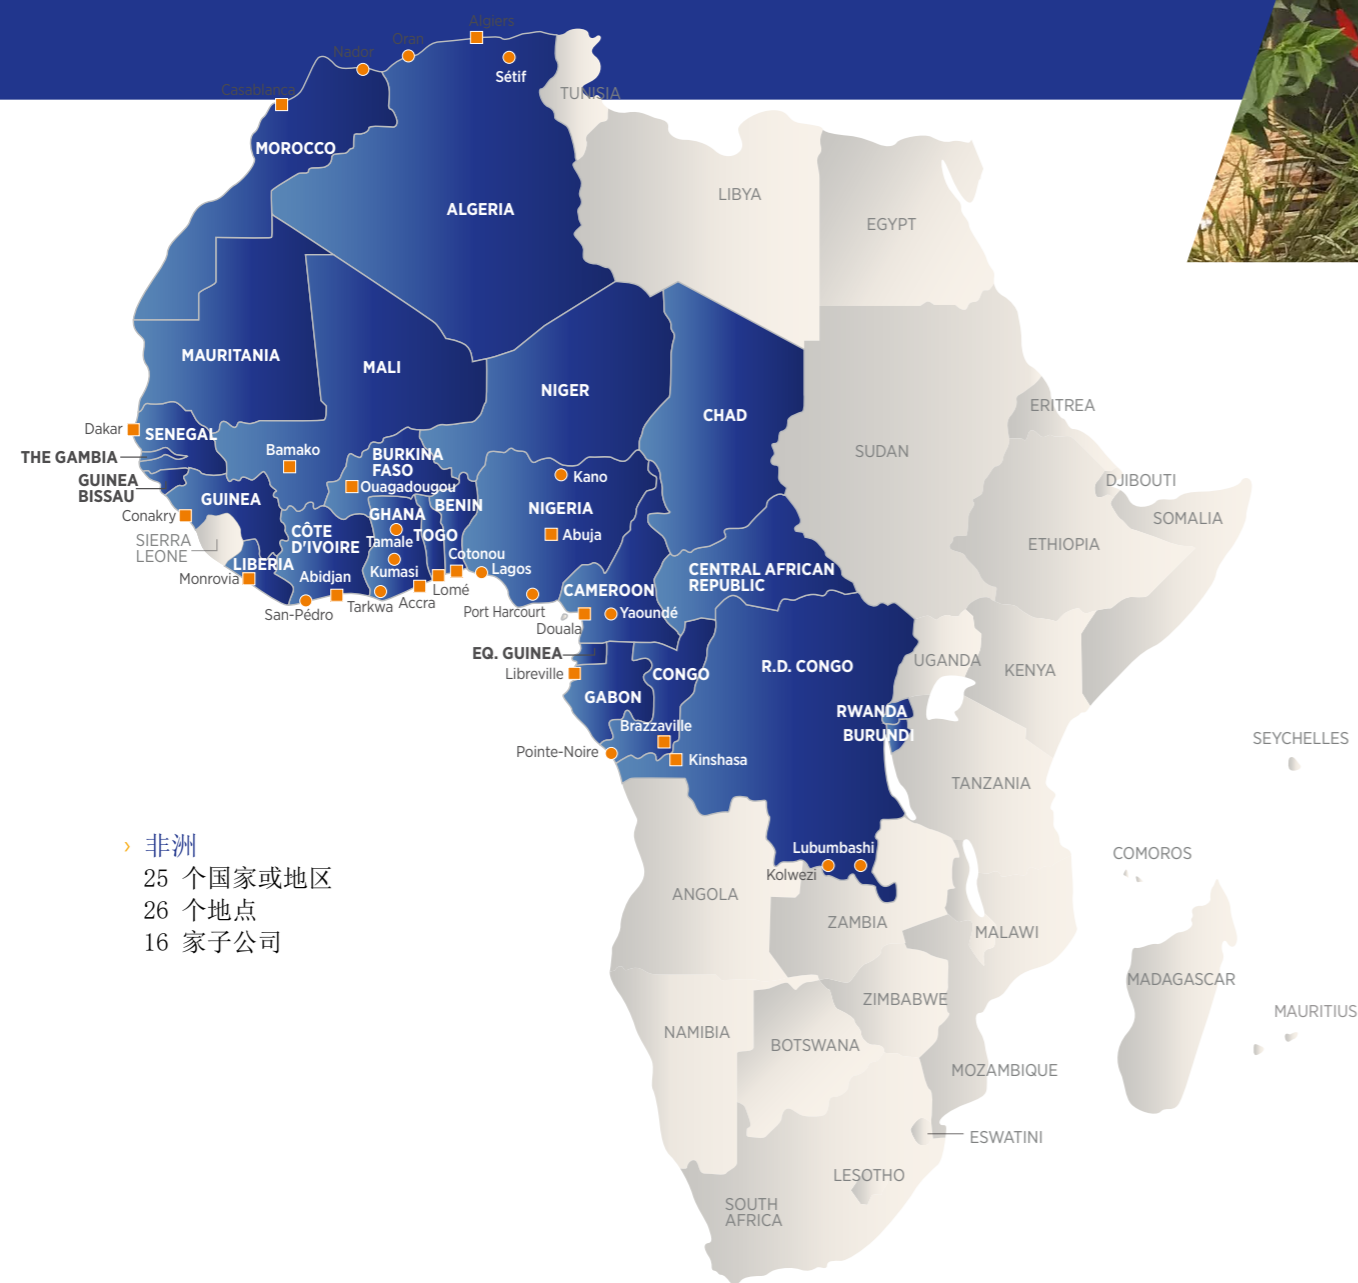 Algiers
Oran
Nador
Sétif
Casablanca
TUNISIA
MOROCCO
LIBYA
ALGERIA
EGYPT
MAURITANIA
MALI
NIGER
CHAD
ERITREA
Dakar
SENEGAL
SUDAN
THE GAMBIA
Bamako
BURKINA
FASO
Kano
DJIBOUTI
GUINEA
BISSAU
Ouagadougou
GUINEA
BENIN
NIGERIA
SOMALIA
Conakry
GHANA
CÔTE
D'IVOIRE
TOGO
Abuja
Tamale
SIERRA
LEONE
ETHIOPIA
Cotonou
LIBERIA
Kumasi
Lagos
CENTRAL AFRICAN
REPUBLIC
Monrovia
Abidjan
Lomé
CAMEROON
San-Pédro
Tarkwa
Accra
Port Harcourt
Yaoundé
Douala
EQ. GUINEA
UGANDA
R.D. CONGO
KENYA
Libreville
CONGO
GABON
RWANDA
Brazzaville
BURUNDI
SEYCHELLES
Pointe-Noire
Kinshasa
TANZANIA
› 非洲
25 个国家或地区
26 个地点
16 家子公司
Lubumbashi
COMOROS
Kolwezi
ANGOLA
ZAMBIA
MALAWI
MADAGASCAR
ZIMBABWE
MAURITIUS
NAMIBIA
BOTSWANA
MOZAMBIQUE
ESWATINI
LESOTHO
SOUTH
AFRICA